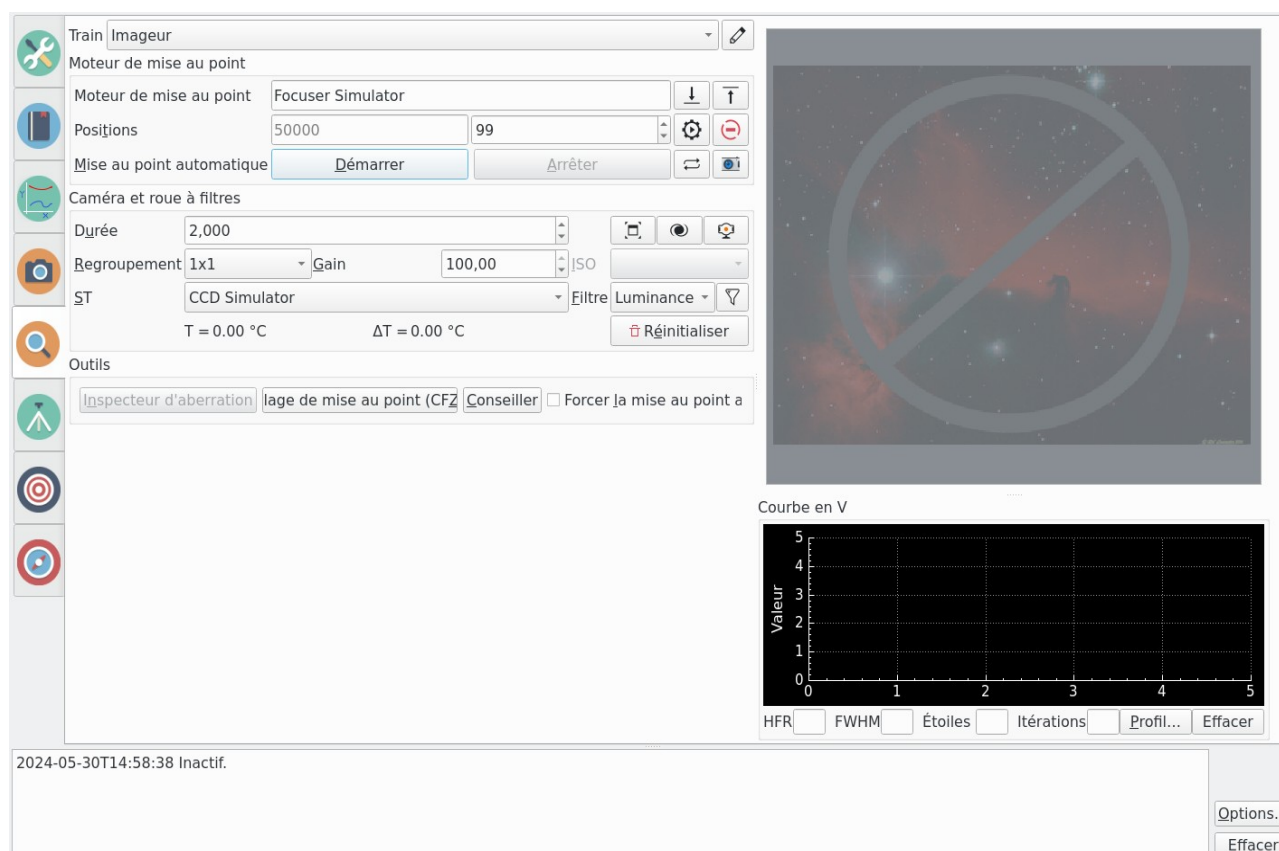 Train Imageur
Moteur de mise au point
Moteur de mise au point Focuser Simulator
Positions 50000 99
Mise au point automatique Démarrer Arrêter
Caméra et roue à filtres
Durée 2,000
Regroupement 1x1 Gain 100,00 ISO
ST CCD Simulator Filtre Luminance
T = 0.00 °C ΔT = 0.00 °C Réinitialiser
Outils
Inspecteur d'aberration lage de mise au point (CFZ Conseiller Forcer la mise au point a
Courbe en V
5
4
3
2
1
0
Valeur
0 1 2 3 4 5
HFR FWHM Étoiles Itérations Profil... Effacer
2024-05-30T14:58:38 Inactif.
Options.
Effacer